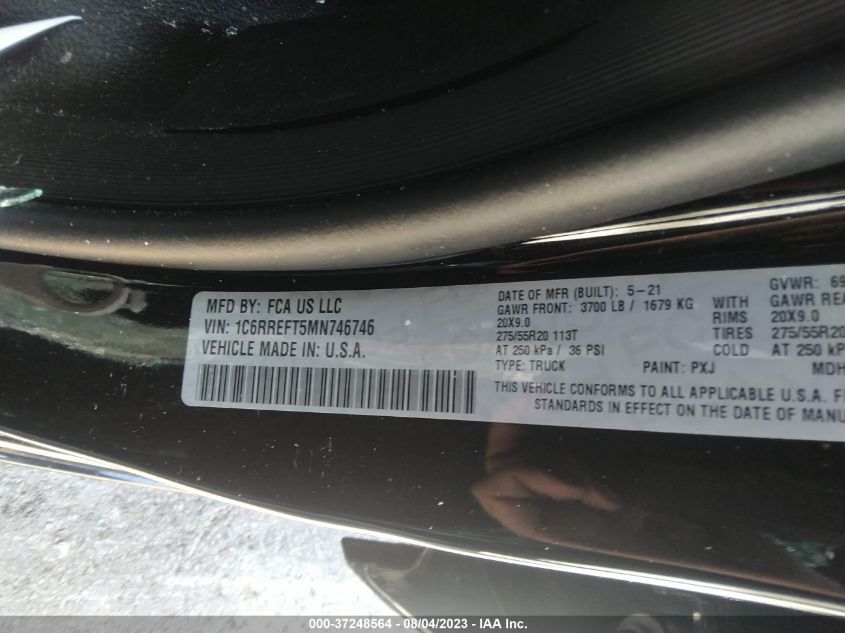 MFD BY: FCA US LLC
VIN: 1C6RREFT5MN746746
VEHICLE MADE IN: U.S.A.
DATE OF MFR (BUILT): 5-21 GVWR: 69
GAWR FRONT: 3700 LB / 1679 KG WITH GAWR REA
20X9.0 RIMS 20X9.0
275/55R20 113T TIRES 275/55R20
AT 250 kPa / 36 PSI COLD AT 250 k
TYPE: TRUCK PAINT: PXJ MDH
THIS VEHICLE CONFORMS TO ALL APPLICABLE U.S.A. F
STANDARDS IN EFFECT ON THE DATE OF MANU
000-37248564 - 08/04/2023 - IAA Inc.